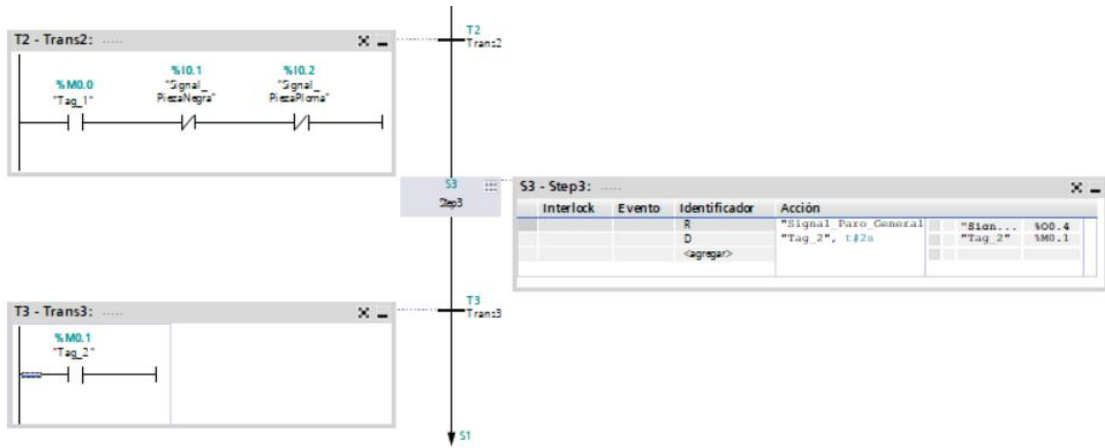 T2 - Trans2: .....
T2
Trans2
%M0.0
"Tag_1"
%I0.1
"Signal_
PiezaNegra"
%I0.2
"Signal_
PiezaPloma"
S3
Step3
S3 - Step3: .....
Interlock Evento Identificador Acción
R "Signal_Paro_General "Sign... %Q0.4
D "Tag_2", t#2s "Tag_2" %M0.1
<agregar>
T3 - Trans3: .....
T3
Trans3
%M0.1
"Tag_2"
S1